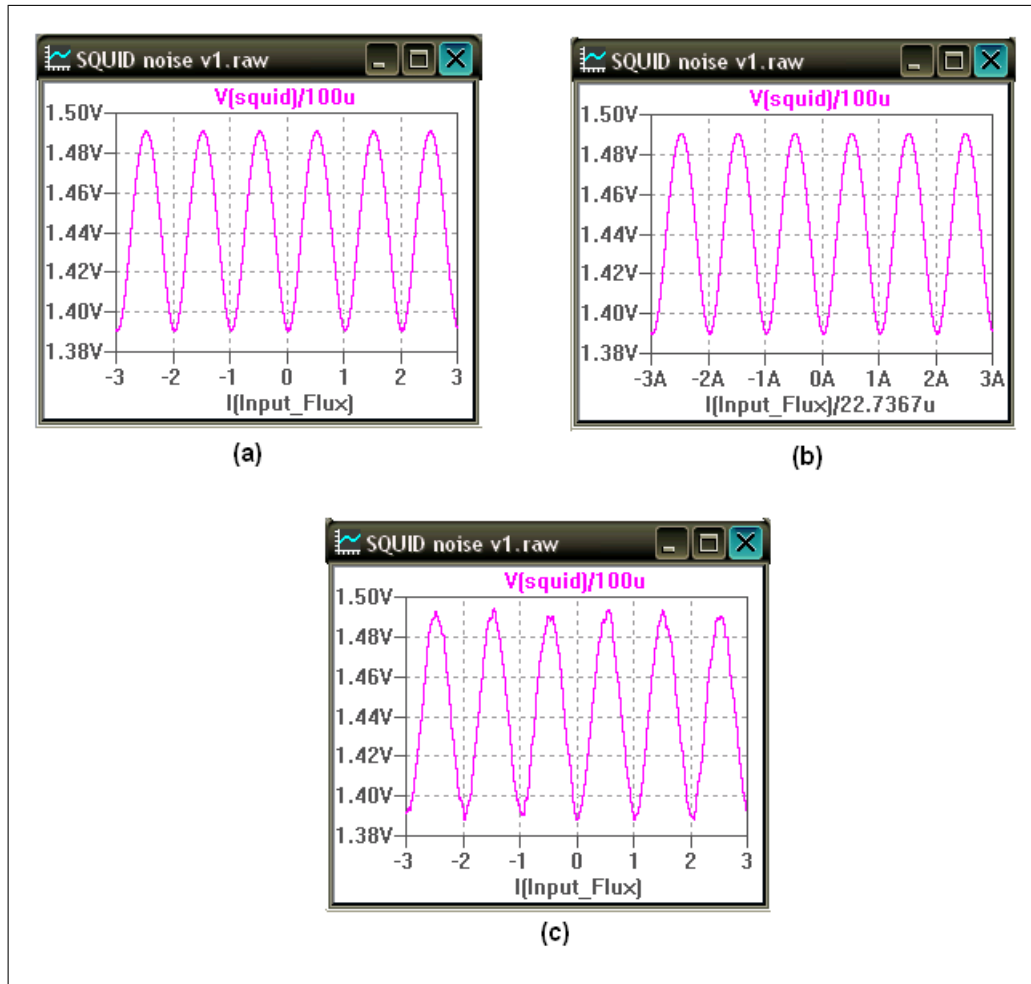 SQUID noise v1.raw
V(squid)/100u
1.50V
1.48V
1.46V
1.44V
1.42V
1.40V
1.38V
-3 -2 -1 0 1 2 3
I(Input_Flux)
(a)
SQUID noise v1.raw
V(squid)/100u
1.50V
1.48V
1.46V
1.44V
1.42V
1.40V
1.38V
-3A -2A -1A 0A 1A 2A 3A
I(Input_Flux)/22.7367u
(b)
SQUID noise v1.raw
V(squid)/100u
1.50V
1.48V
1.46V
1.44V
1.42V
1.40V
1.38V
-3 -2 -1 0 1 2 3
I(Input_Flux)
(c)